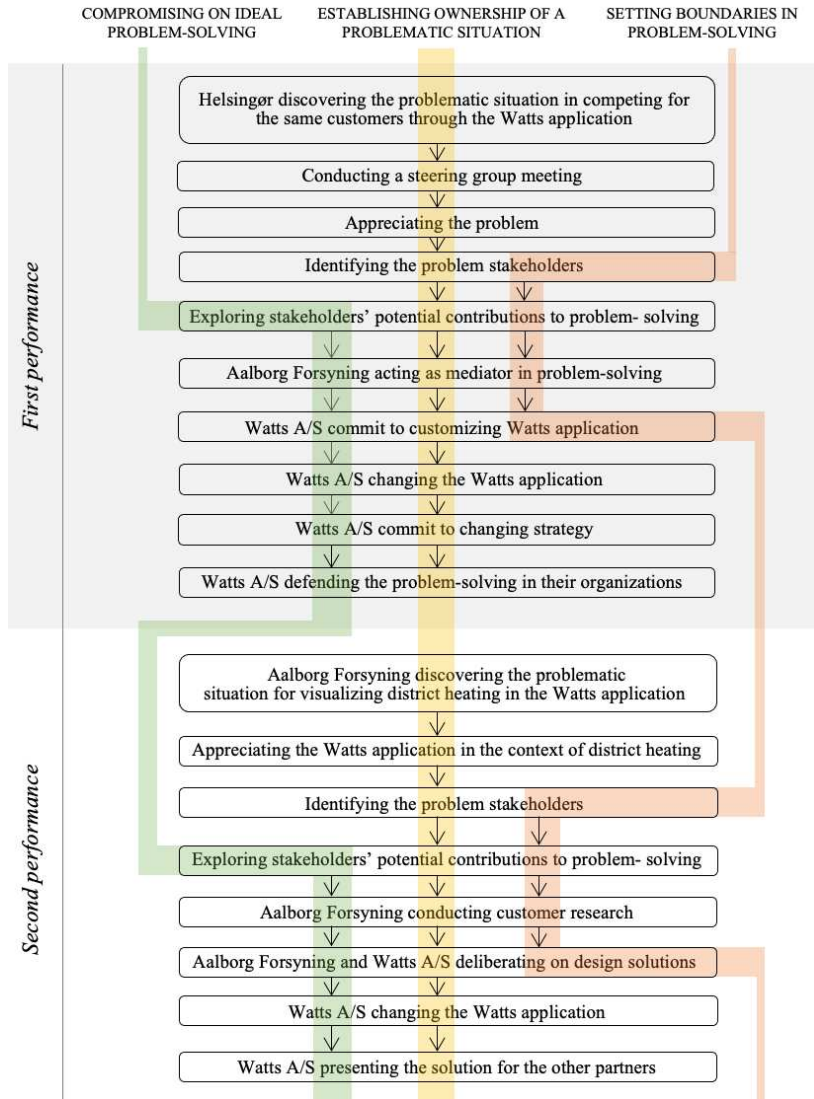 COMPROMISING ON IDEAL
PROBLEM-SOLVING
ESTABLISHING OWNERSHIP OF A
PROBLEMATIC SITUATION
SETTING BOUNDARIES IN
PROBLEM-SOLVING
First performance
Helsingør discovering the problematic situation in competing for
the same customers through the Watts application
Conducting a steering group meeting
Appreciating the problem
Identifying the problem stakeholders
Exploring stakeholders' potential contributions to problem- solving
Aalborg Forsyning acting as mediator in problem-solving
Watts A/S commit to customizing Watts application
Watts A/S changing the Watts application
Watts A/S commit to changing strategy
Watts A/S defending the problem-solving in their organizations
Second performance
Aalborg Forsyning discovering the problematic
situation for visualizing district heating in the Watts application
Appreciating the Watts application in the context of district heating
Identifying the problem stakeholders
Exploring stakeholders' potential contributions to problem- solving
Aalborg Forsyning conducting customer research
Aalborg Forsyning and Watts A/S deliberating on design solutions
Watts A/S changing the Watts application
Watts A/S presenting the solution for the other partners